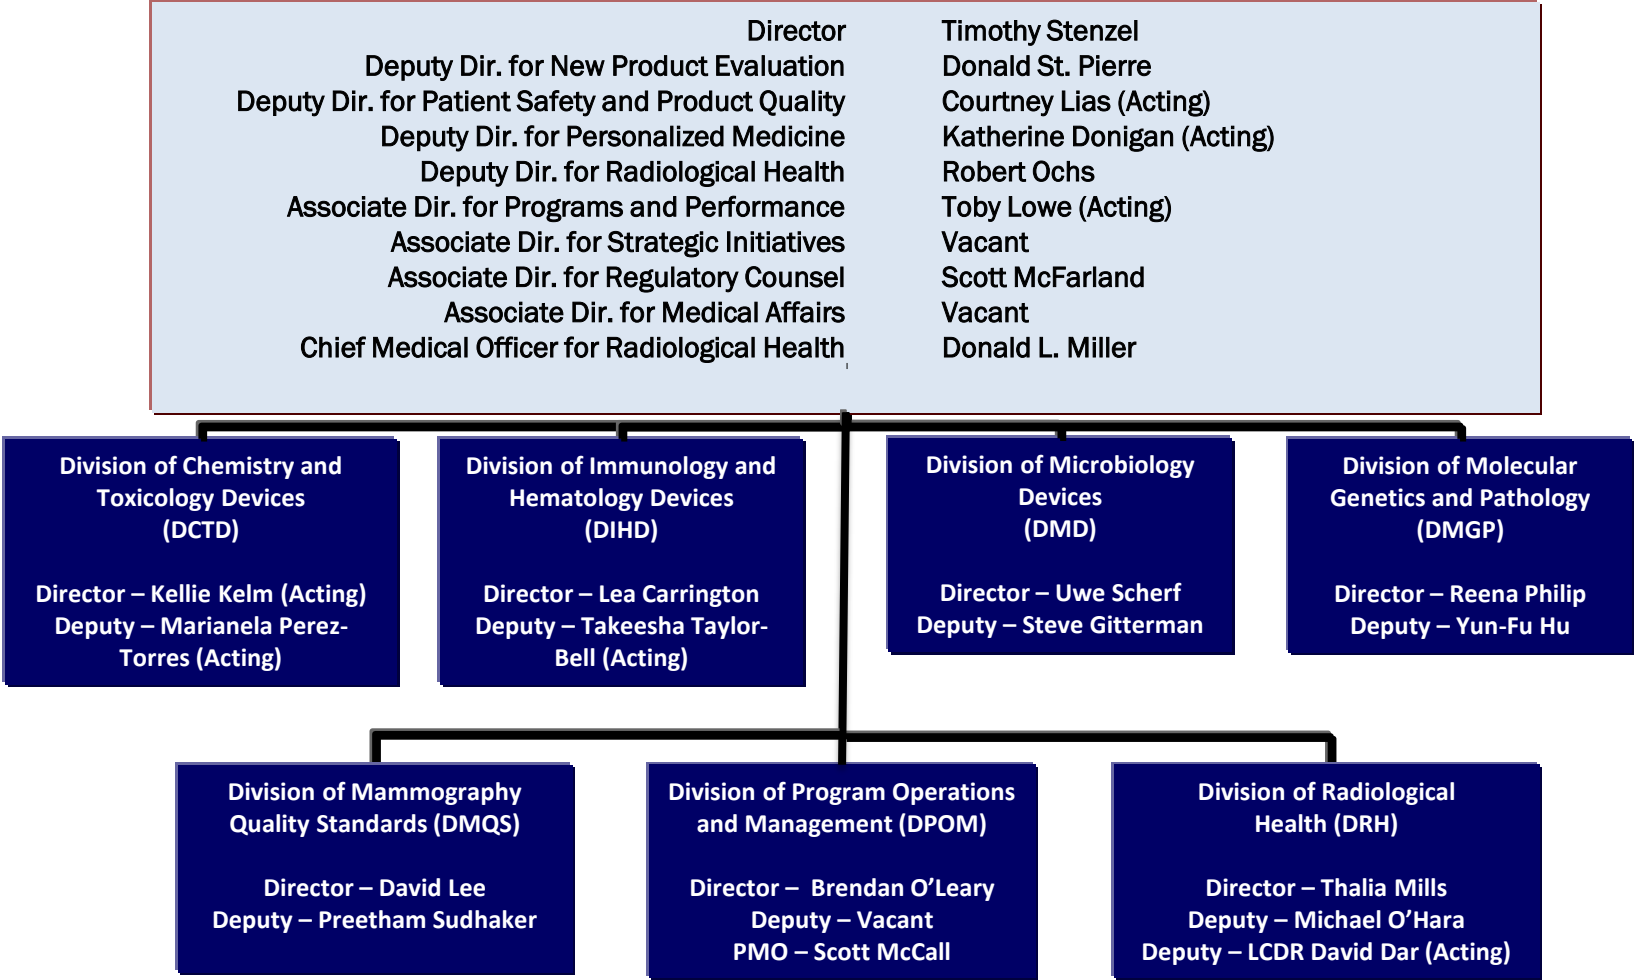 Director Timothy Stenzel
Deputy Dir. for New Product Evaluation Donald St. Pierre
Deputy Dir. for Patient Safety and Product Quality Courtney Lias (Acting)
Deputy Dir. for Personalized Medicine Katherine Donigan (Acting)
Deputy Dir. for Radiological Health Robert Ochs
Associate Dir. for Programs and Performance Toby Lowe (Acting)
Associate Dir. for Strategic Initiatives Vacant
Associate Dir. for Regulatory Counsel Scott McFarland
Associate Dir. for Medical Affairs Vacant
Chief Medical Officer for Radiological Health Donald L. Miller
Division of Chemistry and
Toxicology Devices
(DCTD)
Director – Kellie Kelm (Acting)
Deputy – Marianela Perez-
Torres (Acting)
Division of Immunology and
Hematology Devices
(DIHD)
Director – Lea Carrington
Deputy – Takeesha Taylor-
Bell (Acting)
Division of Microbiology
Devices
(DMD)
Director – Uwe Scherf
Deputy – Steve Gitterman
Division of Molecular
Genetics and Pathology
(DMGP)
Director – Reena Philip
Deputy – Yun-Fu Hu
Division of Mammography
Quality Standards (DMQS)
Director – David Lee
Deputy – Preetham Sudhaker
Division of Program Operations
and Management (DPOM)
Director – Brendan O’Leary
Deputy – Vacant
PMO – Scott McCall
Division of Radiological
Health (DRH)
Director – Thalia Mills
Deputy – Michael O’Hara
Deputy – LCDR David Dar (Acting)